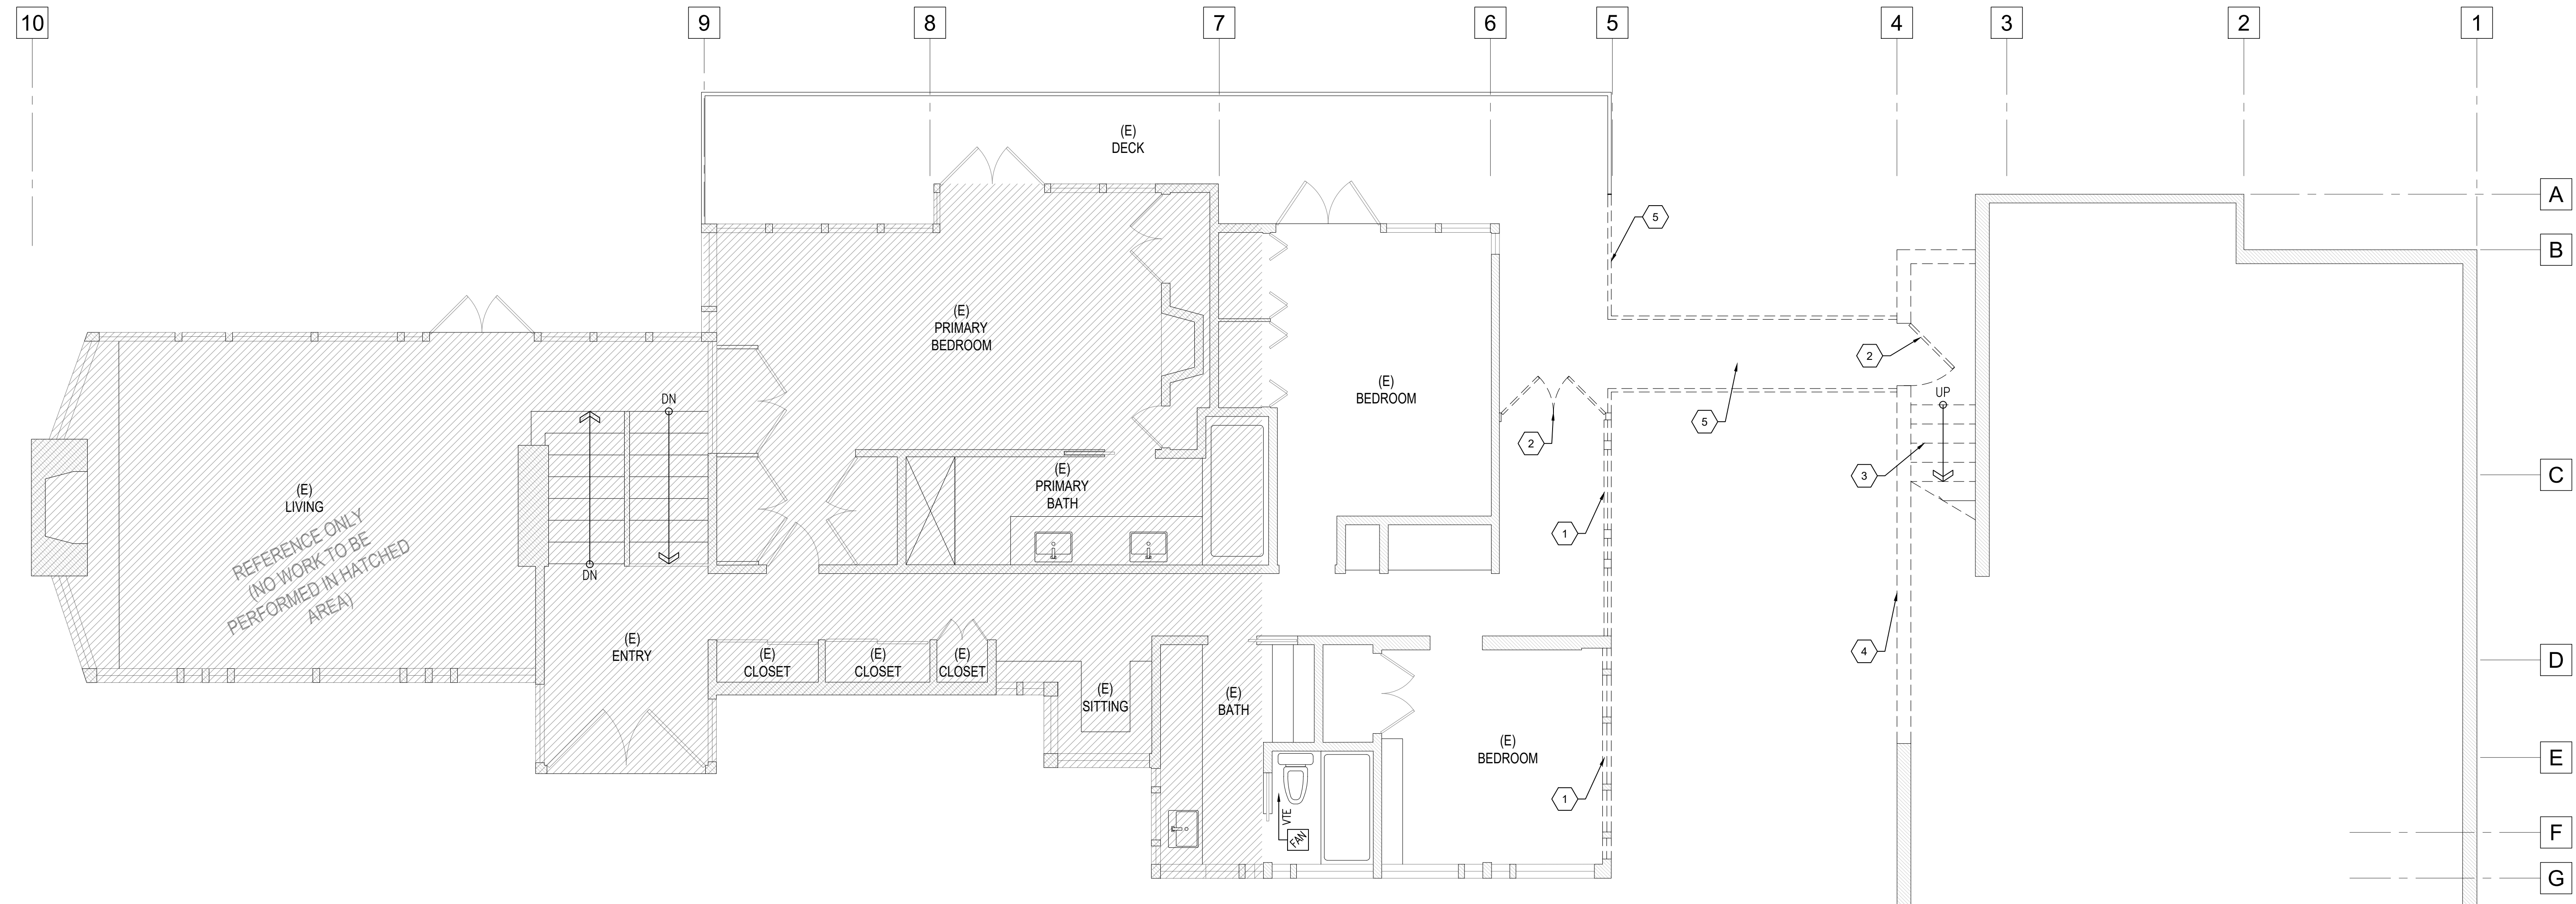 10
9
8
7
6
5
4
3
2
1
A
B
C
D
E
F
G
(E)
DECK
5
(E)
PRIMARY
BEDROOM
2
(E)
BEDROOM
UP
DN
5
2
(E)
PRIMARY
BATH
3
(E)
LIVING
REFERENCE ONLY
(NO WORK TO BE
PERFORMED IN HATCHED
AREA)
1
DN
(E)
ENTRY
(E)
CLOSET
(E)
CLOSET
(E)
CLOSET
4
(E)
SITTING
(E)
BATH
(E)
BEDROOM
1
VTE
FAN